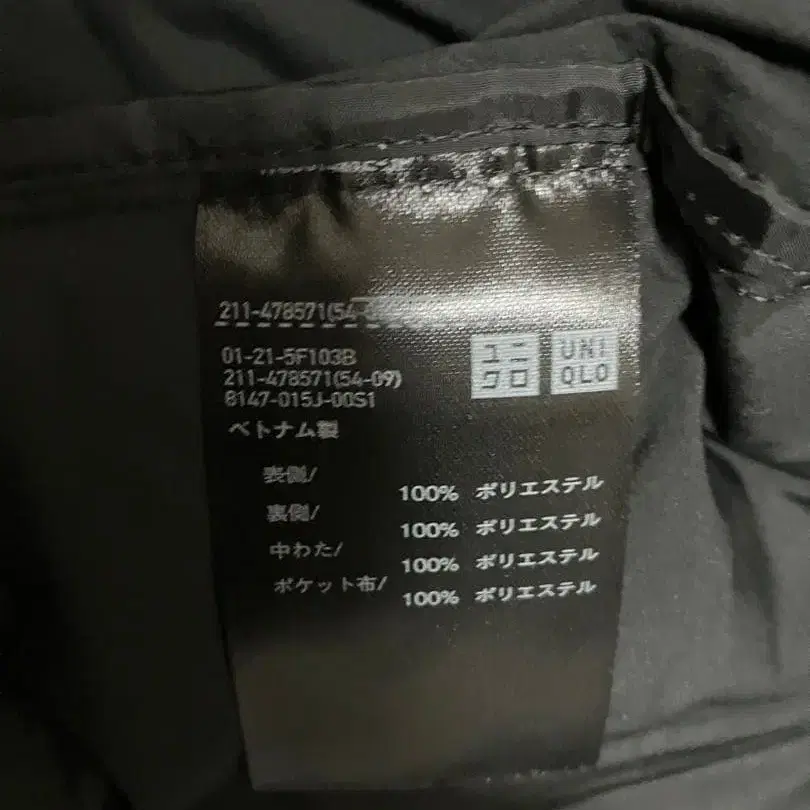 211-478571(54-
01-21-5F103B
211-478571(54-09)
8147-015J-00S1
ベトナム製
ユニ
クロ
UNI
QLO
表側/ 100% ポリエステル
裏側/ 100% ポリエステル
中わた/ 100% ポリエステル
ポケット布/ 100% ポリエステル